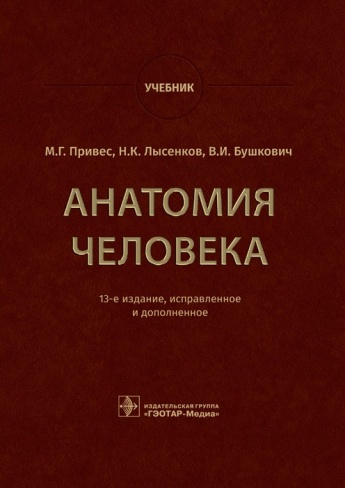 УЧЕБНИК
М.Г. Привес, Н.К. Лысенков, В.И. Бушкович
АНАТОМИЯ
ЧЕЛОВЕКА
13-е издание, исправленное
и дополненное
ИЗДАТЕЛЬСКАЯ ГРУППА
«ГЭОТАР-Медиа»